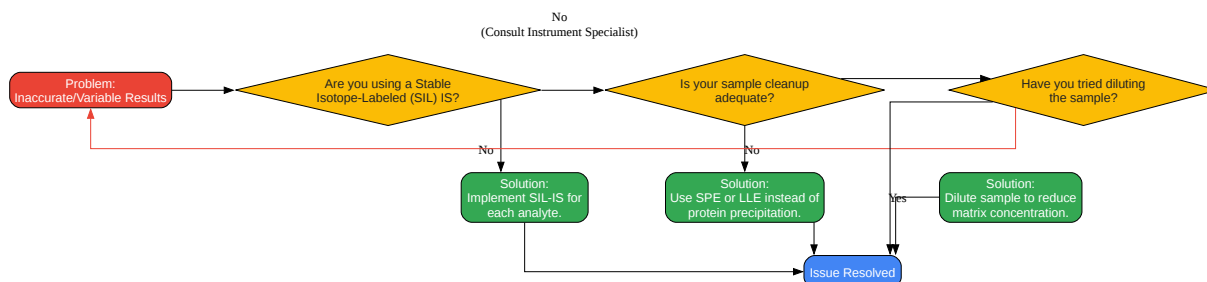 No
(Consult Instrument Specialist)
Problem:
Inaccurate/Variable Results
Are you using a Stable
Isotope-Labeled (SIL) IS?
Is your sample cleanup
adequate?
Have you tried diluting
the sample?
No
No
Solution:
Implement SIL-IS for
each analyte.
Solution:
Use SPE or LLE instead of
protein precipitation.
Yes
Solution:
Dilute sample to reduce
matrix concentration.
Issue Resolved